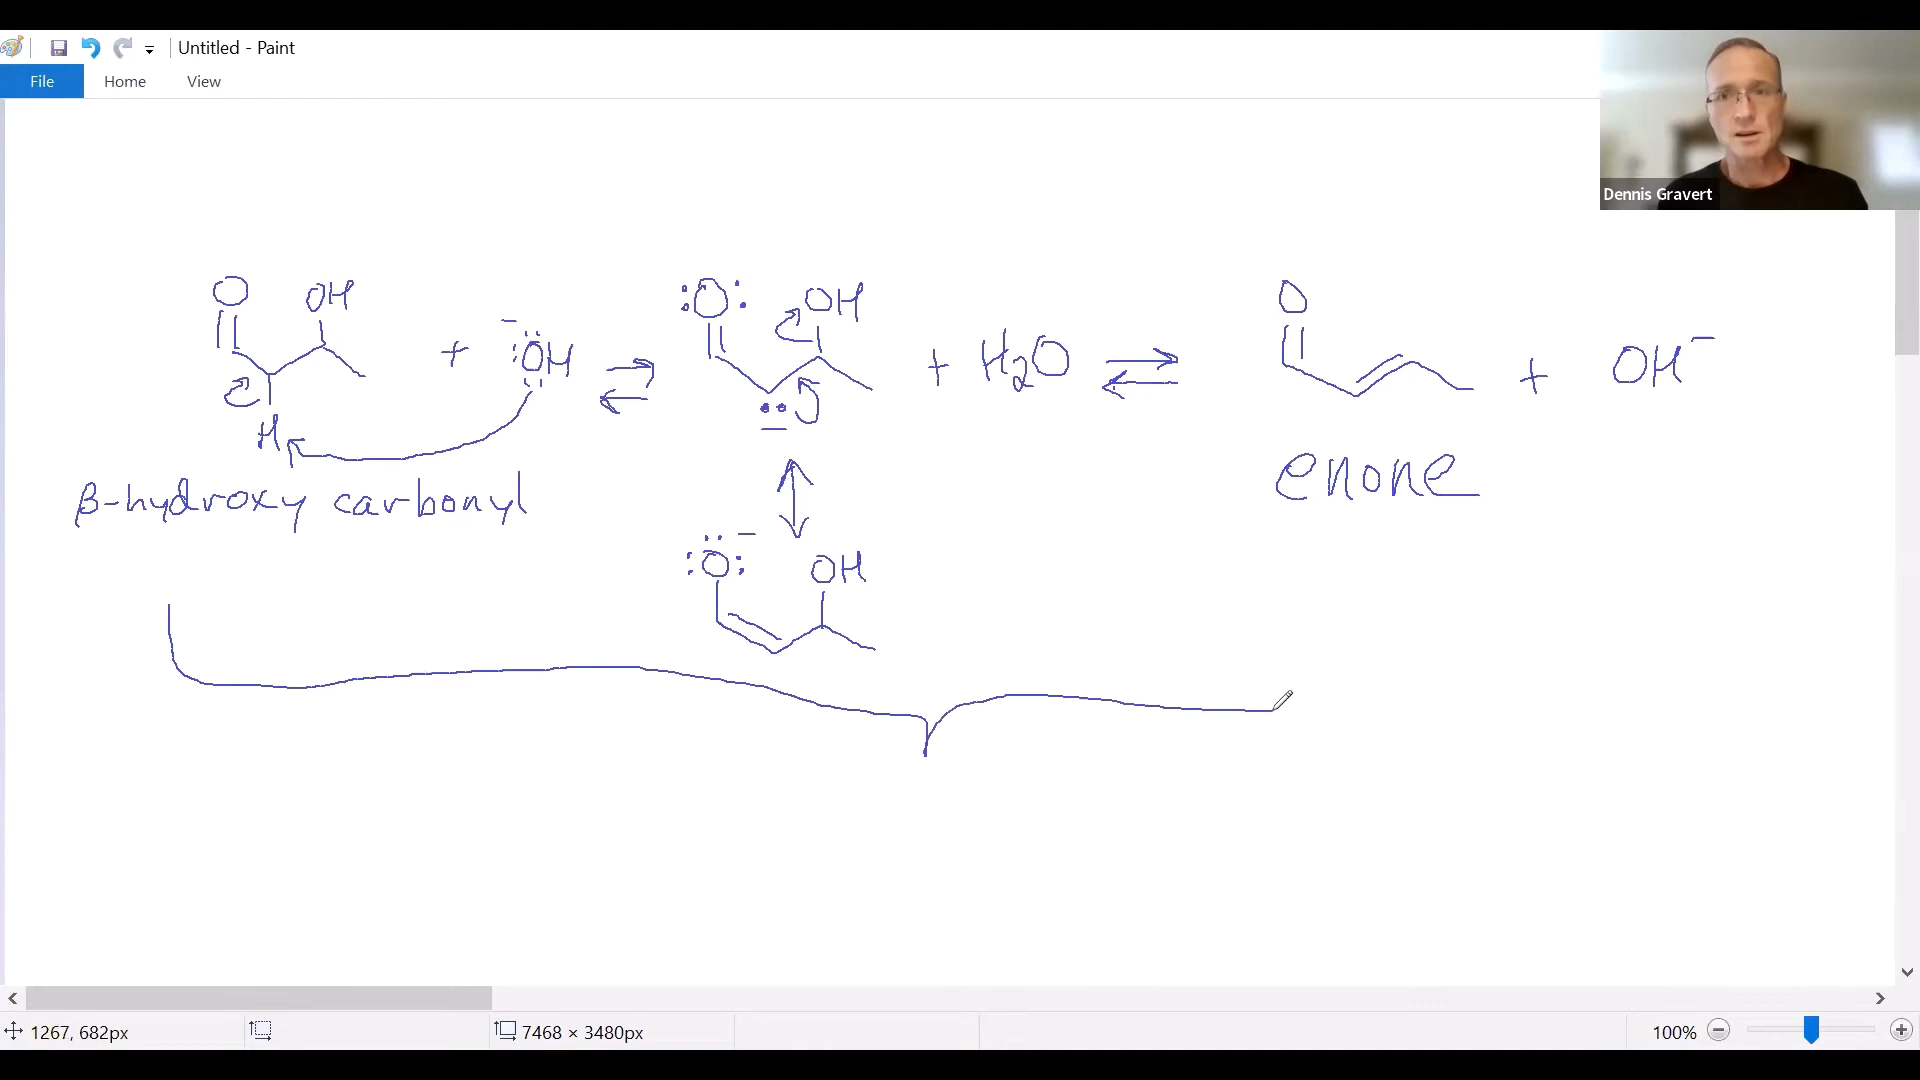 Untitled - Paint
File Home View
Dennis Gravert
O OH + ⁻:ÖH ⇌ :O: OH + H₂O ⇌ O + OH⁻
H
β-hydroxy carbonyl
enone
:O:⁻ OH
1267, 682px
7468 × 3480px
100%